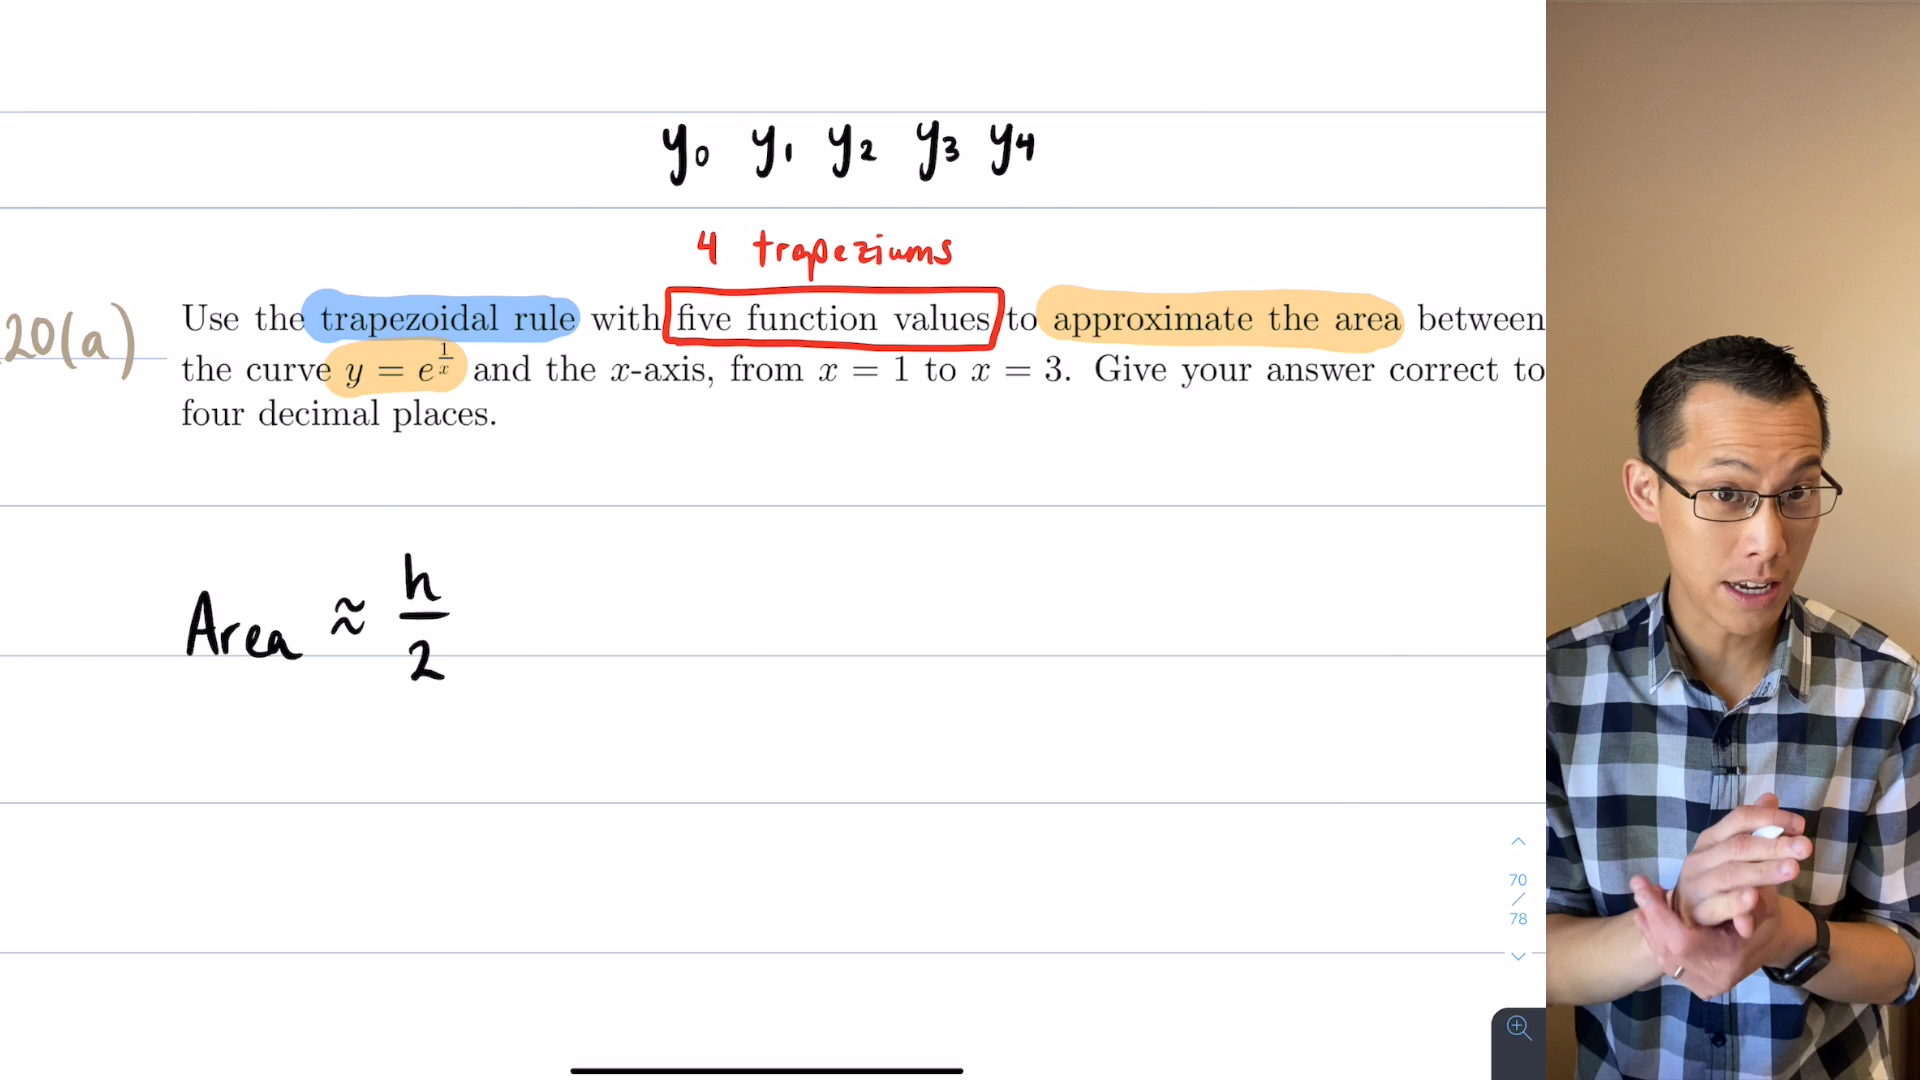 y0 y1 y2 y3 y4
4 trapeziums
20(a)
Use the trapezoidal rule with five function values to approximate the area between
the curve y = e^{1/x} and the x-axis, from x = 1 to x = 3. Give your answer correct to
four decimal places.
Area ≈ h/2
70
/
78